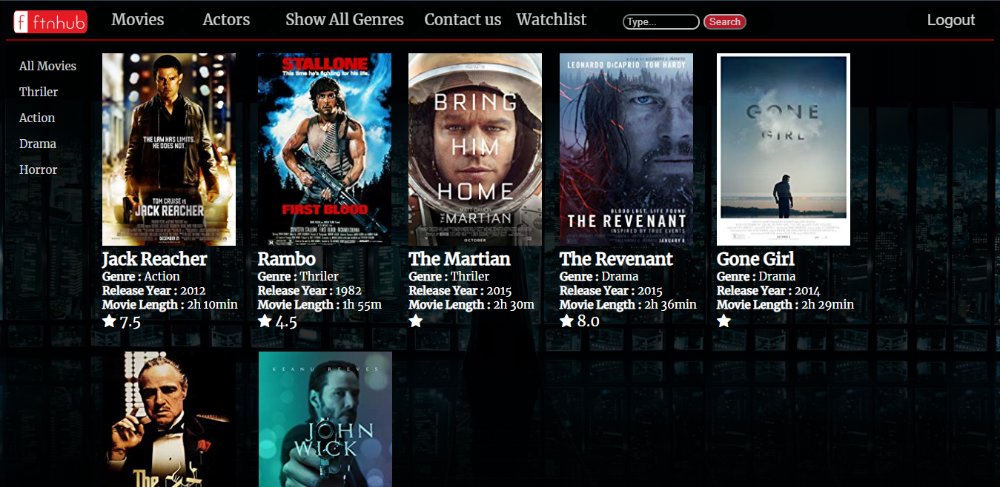 f ftnhub Movies Actors Show All Genres Contact us Watchlist Type... Search Logout
All Movies
Thriler
Action
Drama
Horror
THE LAW HAS LIMITS.
HE DOES NOT.
TOM CRUISE IS
JACK REACHER
STALLONE
This time he's fighting for his life.
FIRST BLOOD
BRING
HIM
HOME
MATT DAMON
THE MARTIAN
OCTOBER
LEONARDO DICAPRIO TOM HARDY
BLOOD LOST. LIFE FOUND.
THE REVENANT
INSPIRED BY TRUE EVENTS
JANUARY 8
GONE
GIRL
Jack Reacher
Genre : Action
Release Year : 2012
Movie Length : 2h 10min
7.5
Rambo
Genre : Thriler
Release Year : 1982
Movie Length : 1h 55m
4.5
The Martian
Genre : Thriler
Release Year : 2015
Movie Length : 2h 30m
The Revenant
Genre : Drama
Release Year : 2015
Movie Length : 2h 36min
8.0
Gone Girl
Genre : Drama
Release Year : 2014
Movie Length : 2h 29min
The
KEANU REEVES
JOHN
WICK